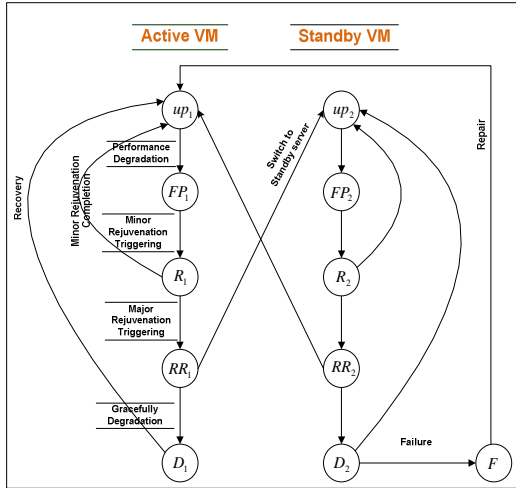 Active VM
Standby VM
up₁
up₂
Performance
Degradation
Switch to
Standby server
Repair
Recovery
Minor Rejuvenation
Completion
FP₁
FP₂
Minor
Rejuvenation
Triggering
R₁
R₂
Major
Rejuvenation
Triggering
RR₁
RR₂
Gracefully
Degradation
Failure
D₁
D₂
F